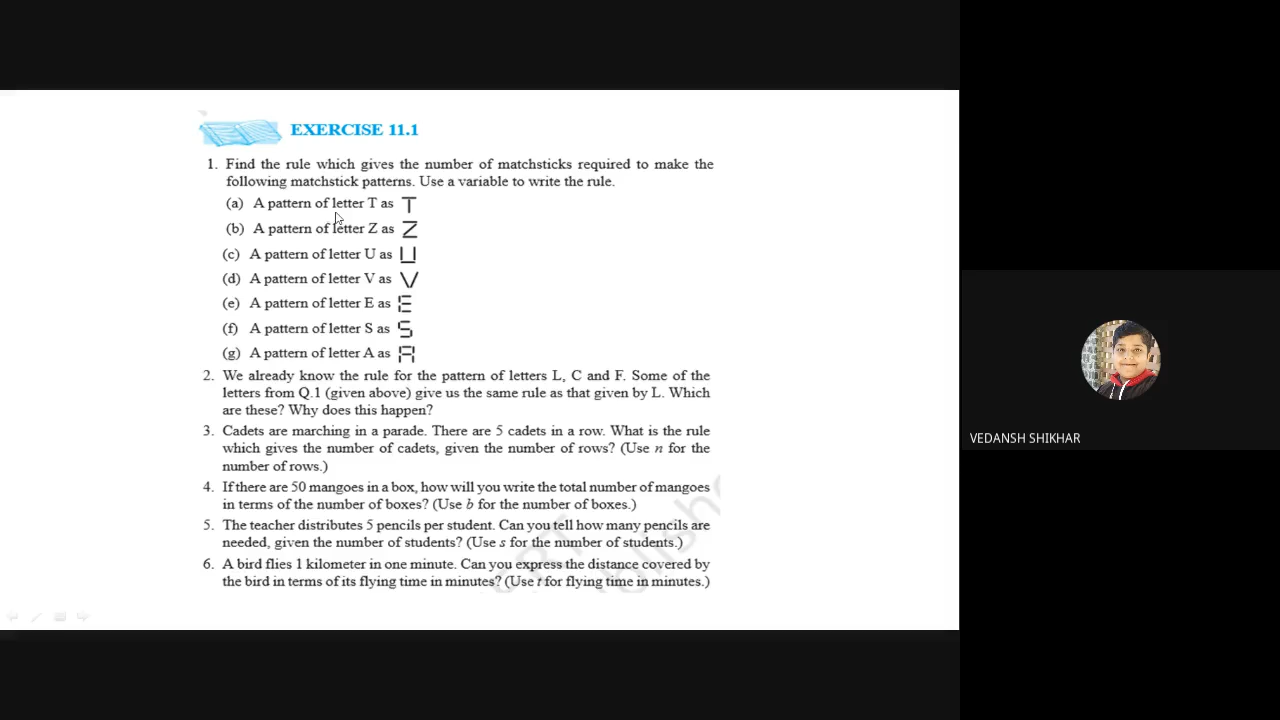 EXERCISE 11.1
1. Find the rule which gives the number of matchsticks required to make the
following matchstick patterns. Use a variable to write the rule.
(a) A pattern of letter T as T
(b) A pattern of letter Z as Z
(c) A pattern of letter U as U
(d) A pattern of letter V as V
(e) A pattern of letter E as E
(f) A pattern of letter S as S
(g) A pattern of letter A as A
2. We already know the rule for the pattern of letters L, C and F. Some of the
letters from Q.1 (given above) give us the same rule as that given by L. Which
are these? Why does this happen?
3. Cadets are marching in a parade. There are 5 cadets in a row. What is the rule
which gives the number of cadets, given the number of rows? (Use n for the
number of rows.)
4. If there are 50 mangoes in a box, how will you write the total number of mangoes
in terms of the number of boxes? (Use b for the number of boxes.)
5. The teacher distributes 5 pencils per student. Can you tell how many pencils are
needed, given the number of students? (Use s for the number of students.)
6. A bird flies 1 kilometer in one minute. Can you express the distance covered by
the bird in terms of its flying time in minutes? (Use t for flying time in minutes.)
VEDANSH SHIKHAR